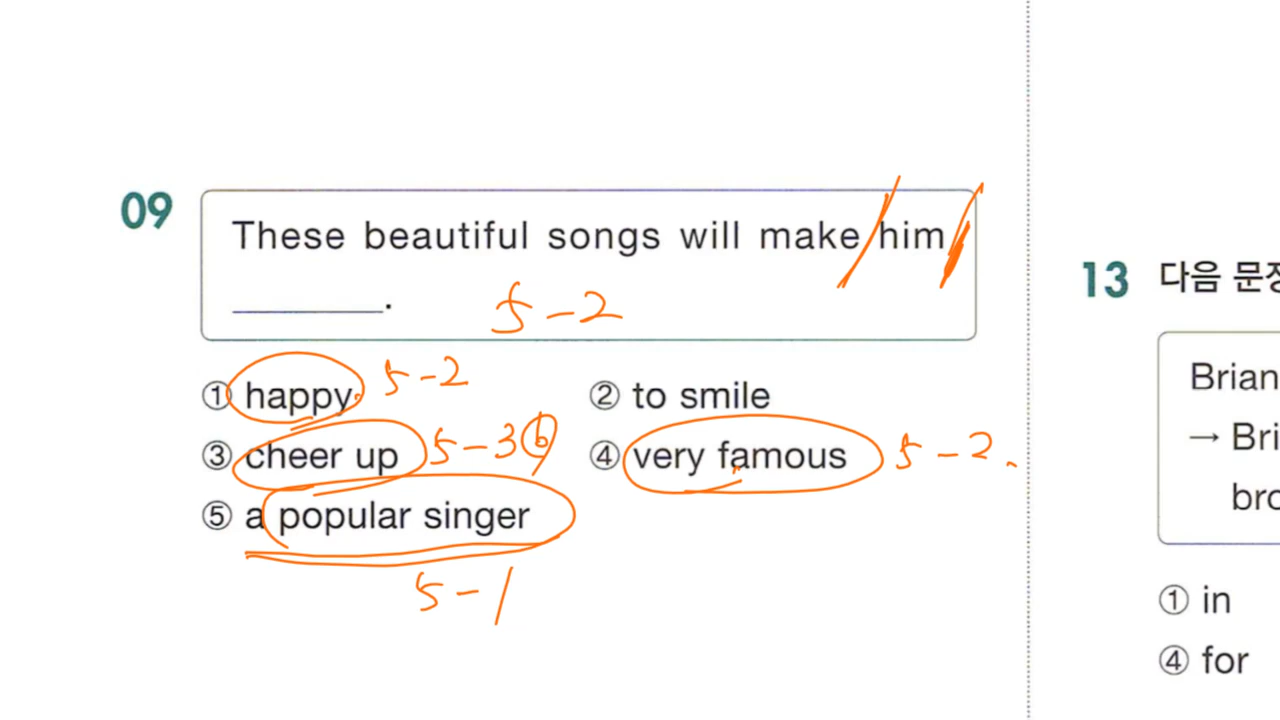 09
These beautiful songs will make him
________.
5-2
① happy 5-2
② to smile
③ cheer up 5-3 ⓑ
④ very famous 5-2.
⑤ a popular singer
5-1
13 다음 문장
Brian
→ Bri
bro
① in
④ for